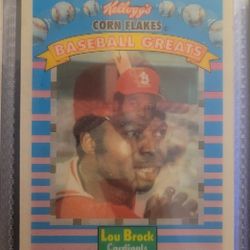 Kellogg's
CORN FLAKES
BASEBALL GREATS
Lou Brock
Cardinals